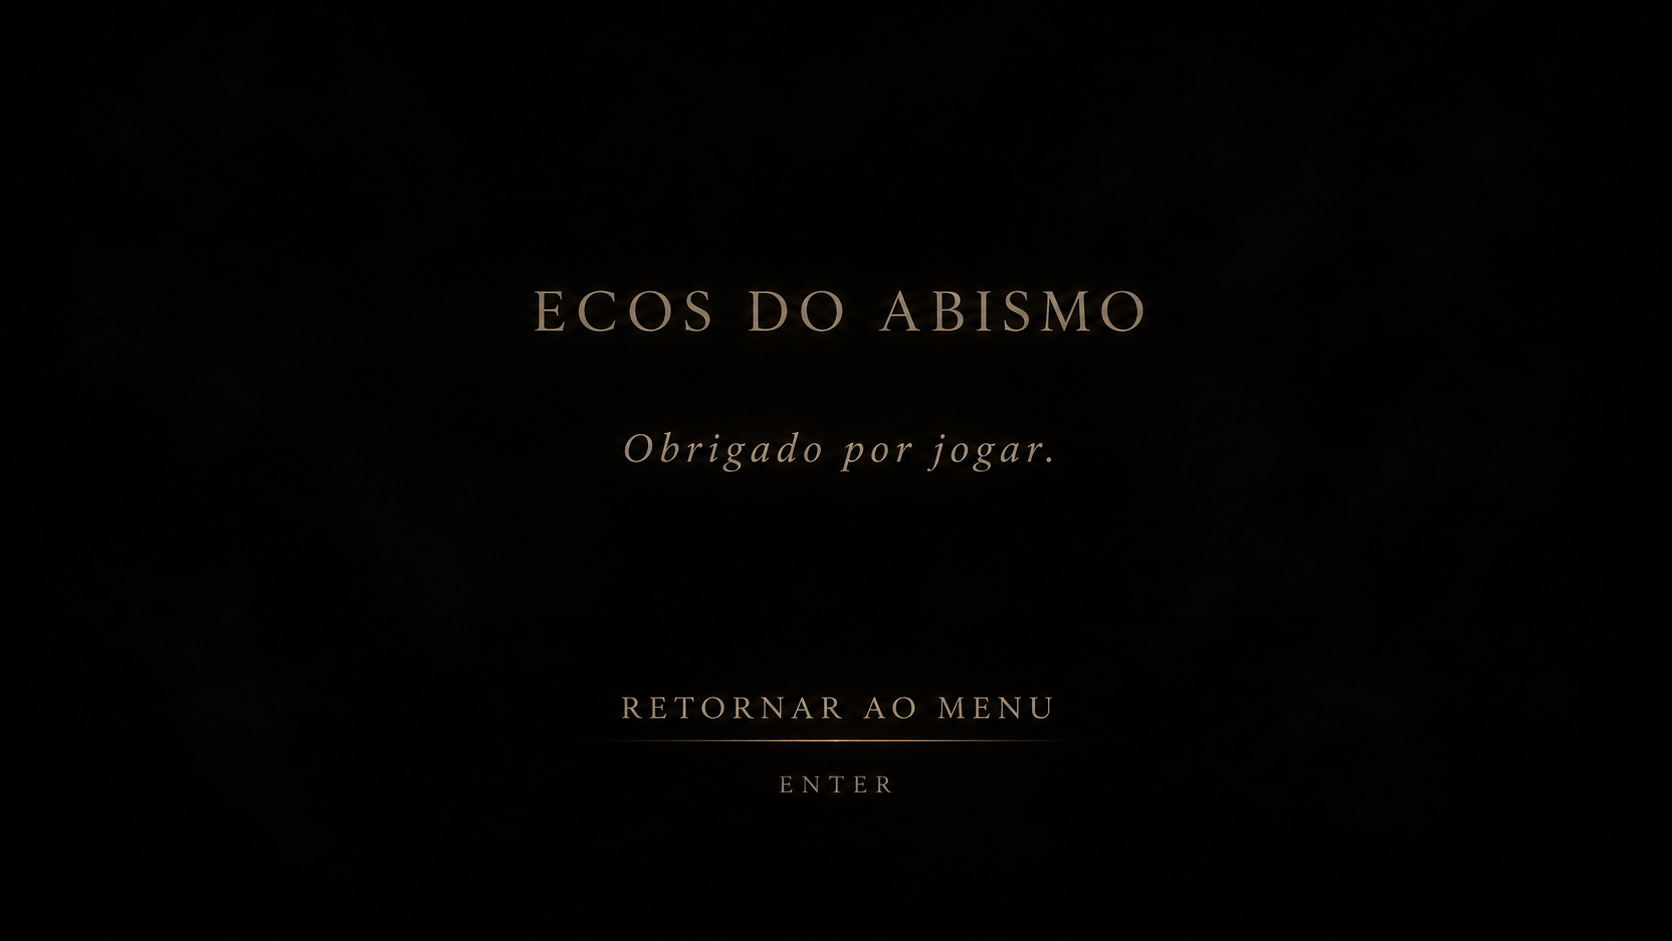 ECOS DO ABISMO
Obrigado por jogar.
RETORNAR AO MENU
ENTER